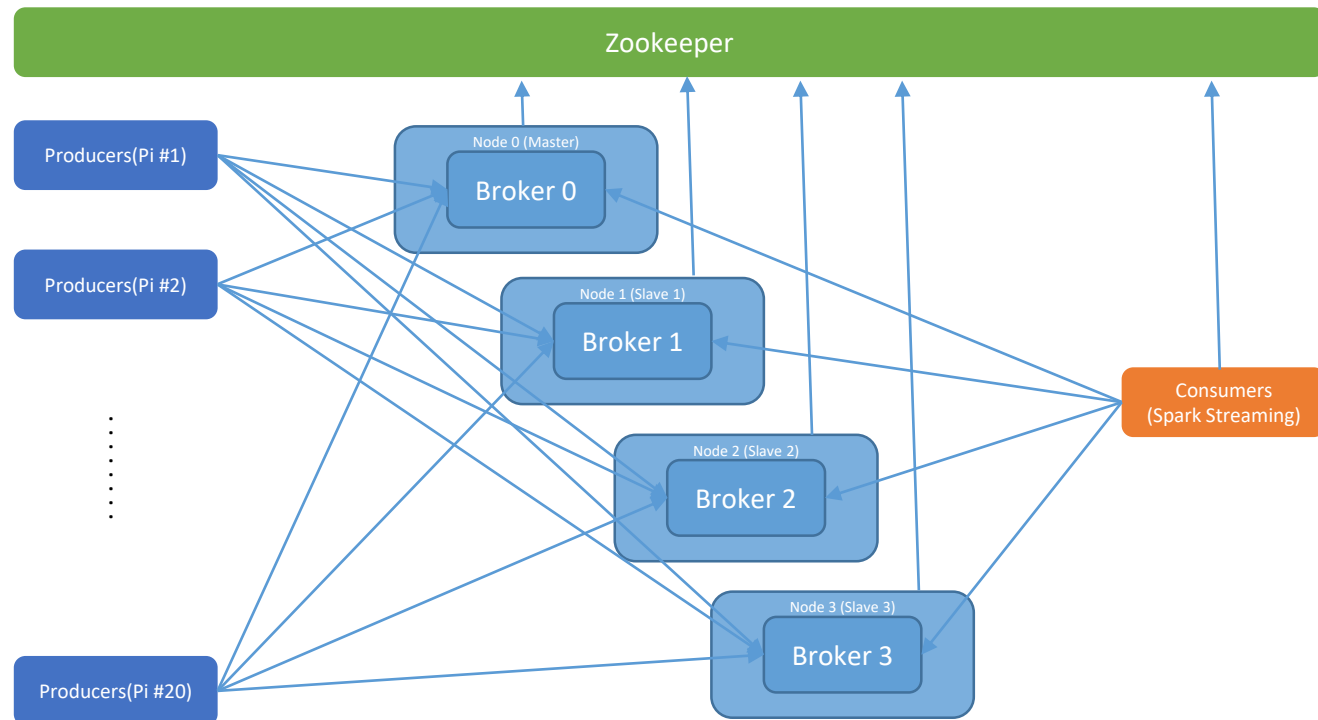 Zookeeper
Producers(Pi #1)
Node 0 (Master)
Broker 0
Producers(Pi #2)
Node 1 (Slave 1)
Broker 1
Consumers
(Spark Streaming)
Node 2 (Slave 2)
Broker 2
Node 3 (Slave 3)
Broker 3
Producers(Pi #20)